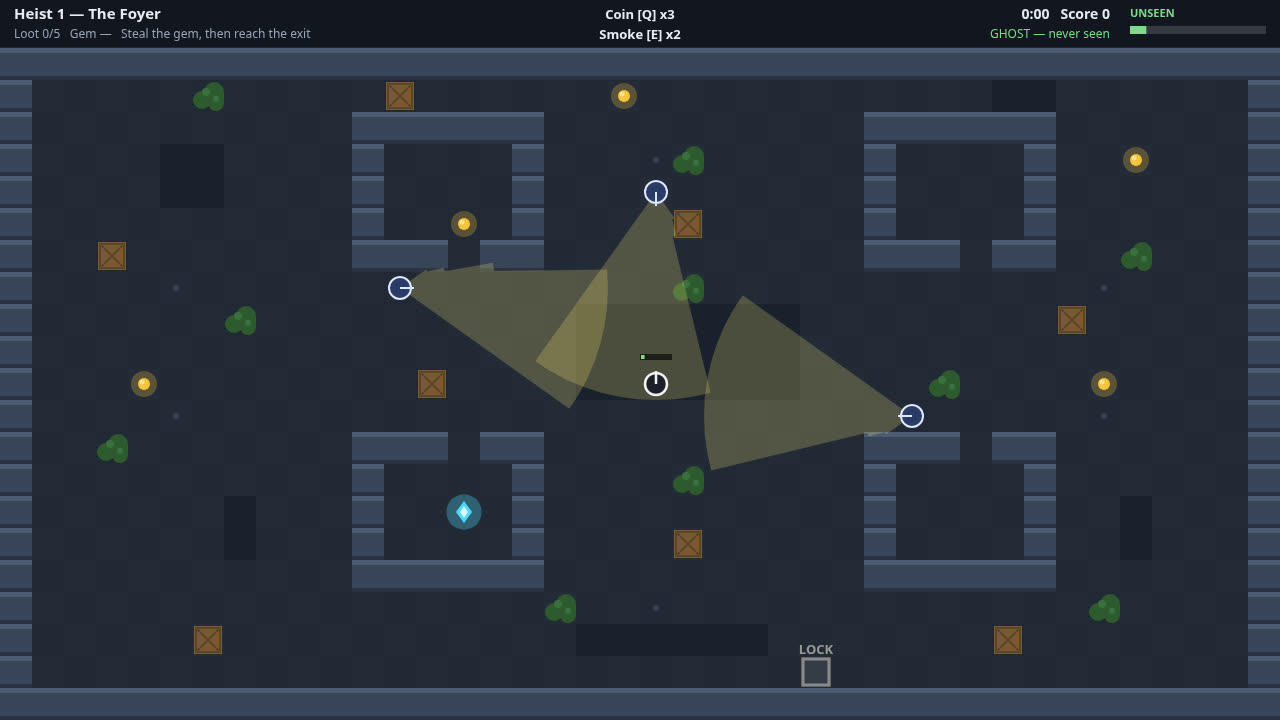 Heist 1 — The Foyer
Loot 0/5 Gem — Steal the gem, then reach the exit
Coin [Q] x3
Smoke [E] x2
0:00 Score 0
GHOST — never seen
UNSEEN
LOCK